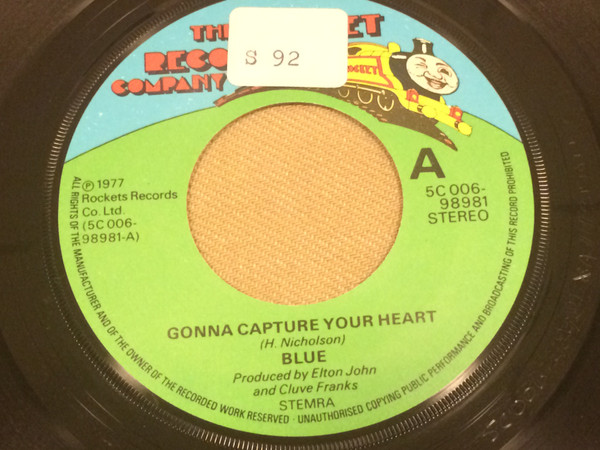 THE
RECO
COMPANY
S 92
A
℗ 1977
Rockets Records
Co. Ltd.
(5C 006-
98981-A)
5C 006-
98981
STEREO
GONNA CAPTURE YOUR HEART
(H. Nicholson)
BLUE
Produced by Elton John
and Cluve Franks
STEMRA
ALL RIGHTS OF THE MANUFACTURER AND OF THE OWNER OF THE RECORDED WORK RESERVED · UNAUTHORISED COPYING PUBLIC PERFORMANCE AND BROADCASTING OF THIS RECORD PROHIBITED